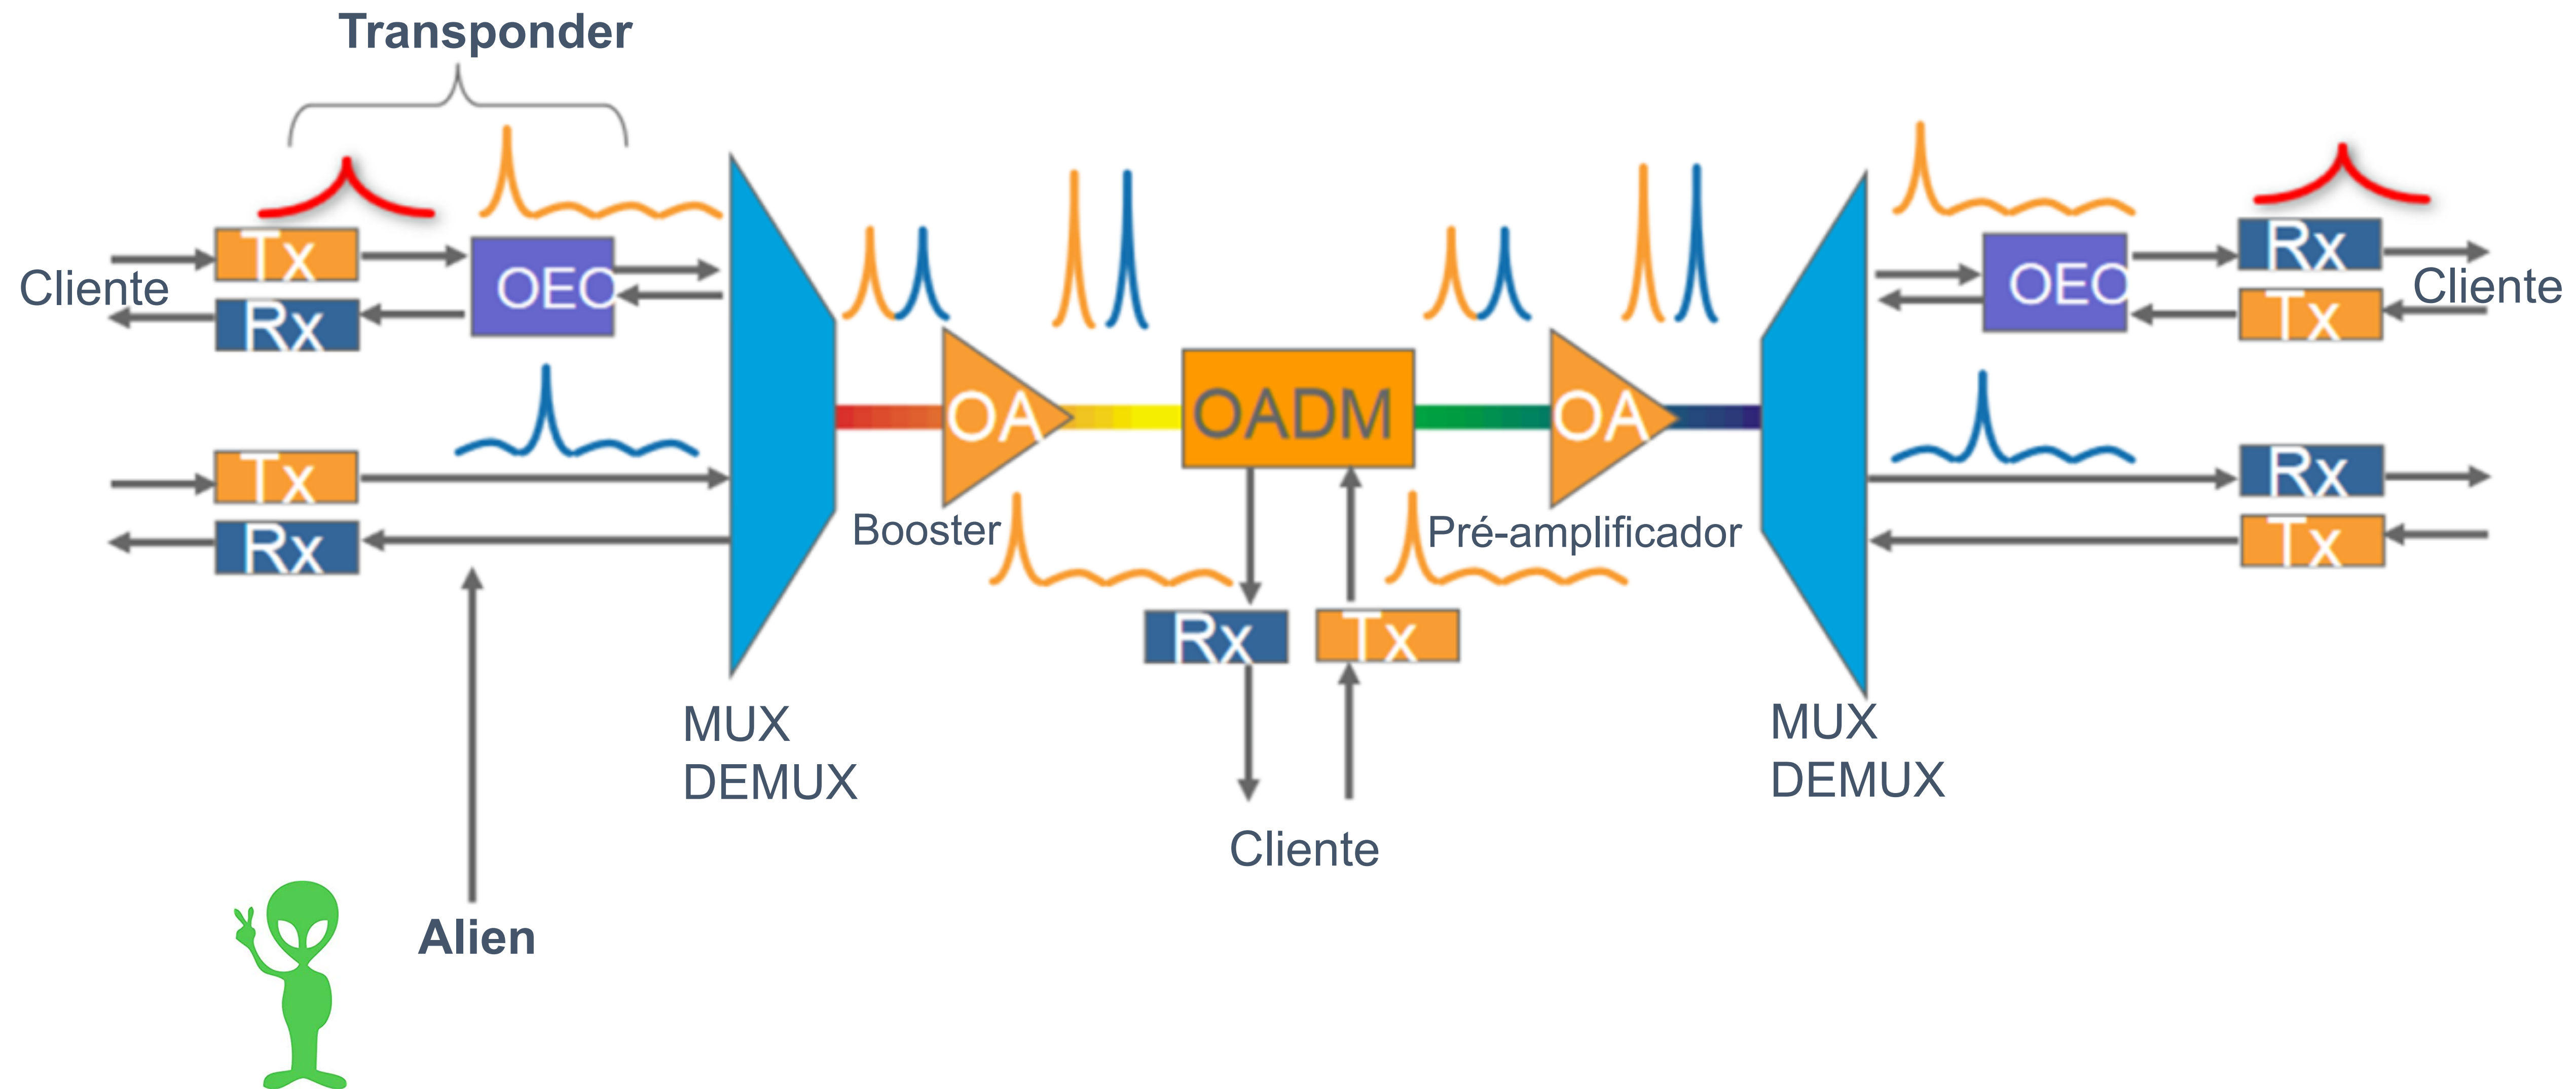 Transponder
Tx
OEO
Cliente
Rx
Tx
Rx
OA
Booster
OADM
OA
Pré-amplificador
OEO
Rx
Cliente
Tx
Rx
Tx
Rx
Tx
MUX
DEMUX
MUX
DEMUX
Cliente
Alien